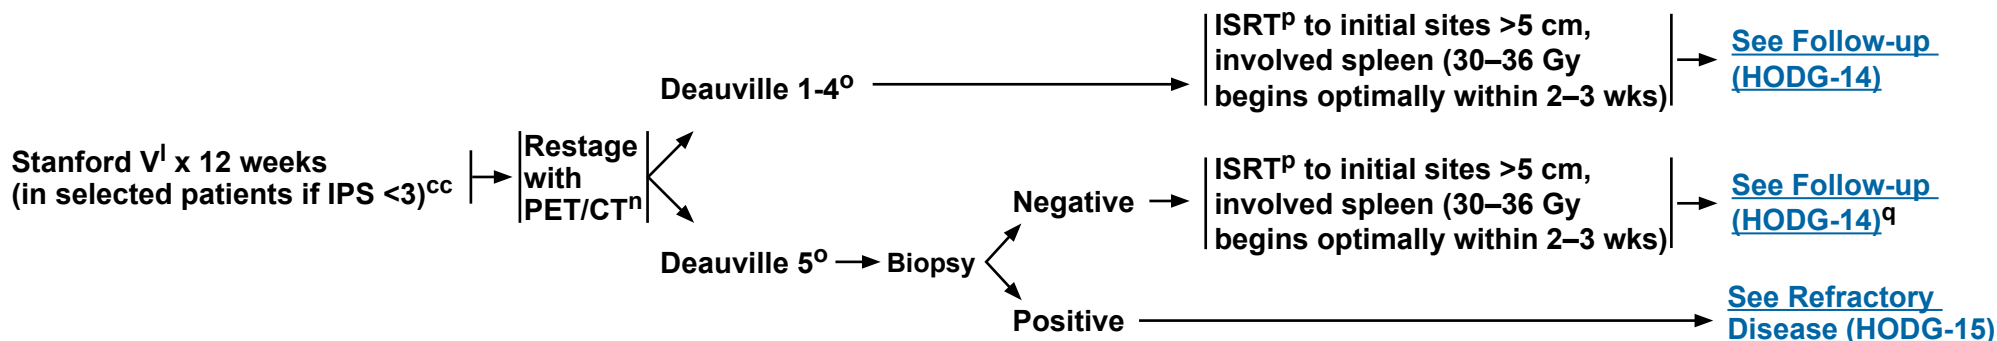 ISRTp to initial sites >5 cm,
involved spleen (30–36 Gy
begins optimally within 2–3 wks)
See Follow-up
(HODG-14)
Deauville 1-4o
Stanford Vl x 12 weeks
(in selected patients if IPS <3)cc
Restage
with
PET/CTn
Deauville 5o
Biopsy
Negative
ISRTp to initial sites >5 cm,
involved spleen (30–36 Gy
begins optimally within 2–3 wks)
See Follow-up
(HODG-14)q
Positive
See Refractory
Disease (HODG-15)